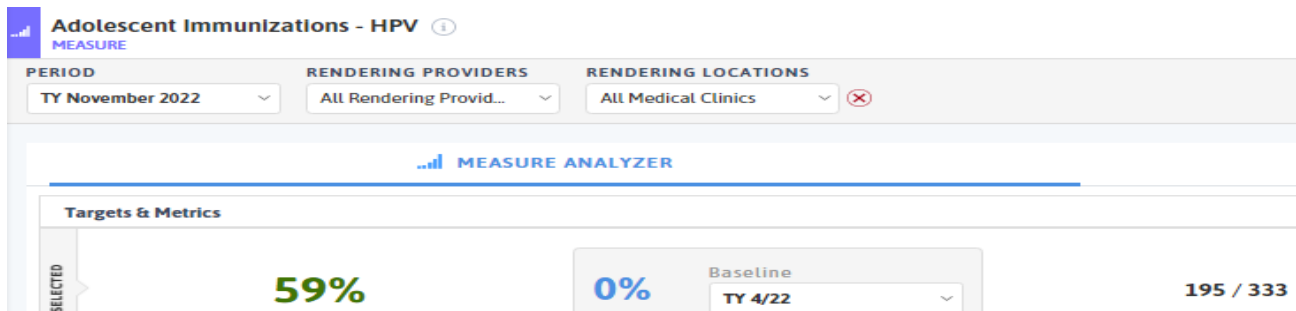 Adolescent Immunizations - HPV
MEASURE
PERIOD RENDERING PROVIDERS RENDERING LOCATIONS
TY November 2022 All Rendering Provid... All Medical Clinics
MEASURE ANALYZER
Targets & Metrics
SELECTED
59% 0% Baseline 195 / 333
TY 4/22